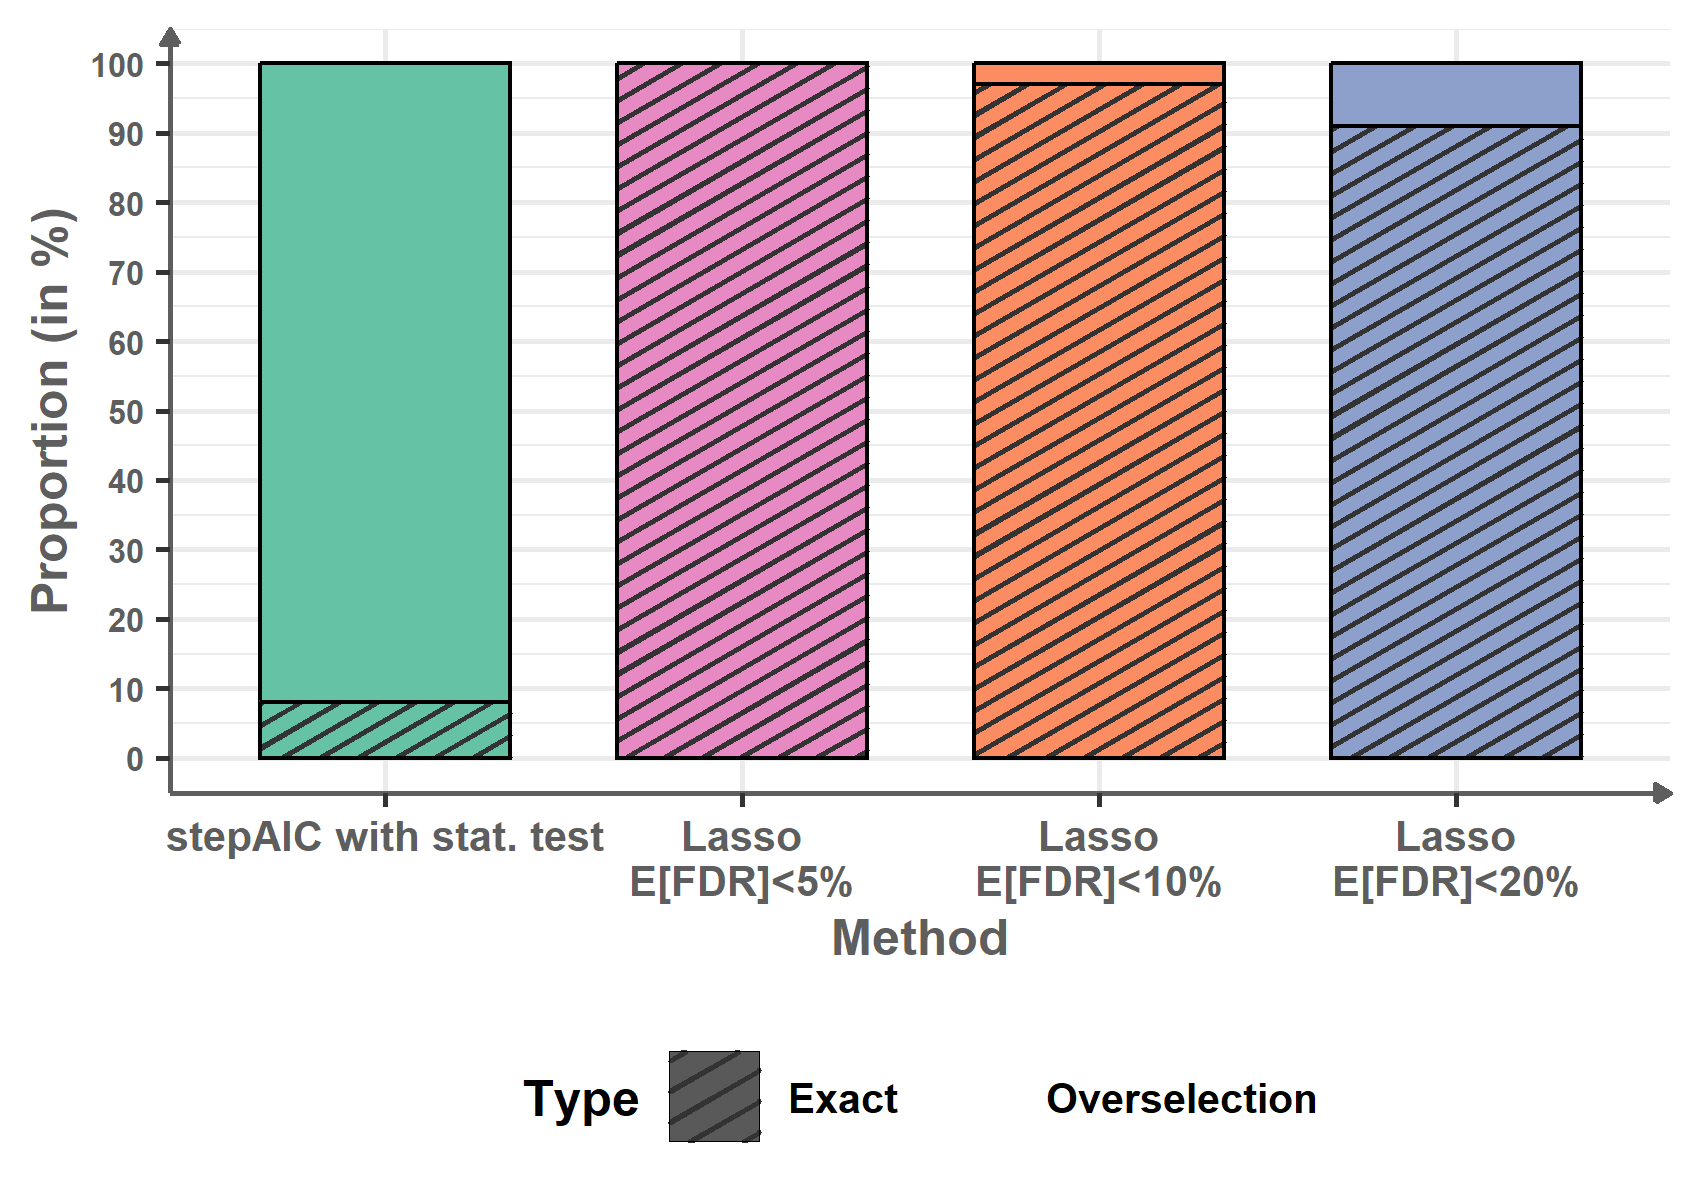 Proportion (in %)
100
90
80
70
60
50
40
30
20
10
0
stepAIC with stat. test
Lasso
E[FDR]<5%
Lasso
E[FDR]<10%
Lasso
E[FDR]<20%
Method
Type
Exact
Overselection